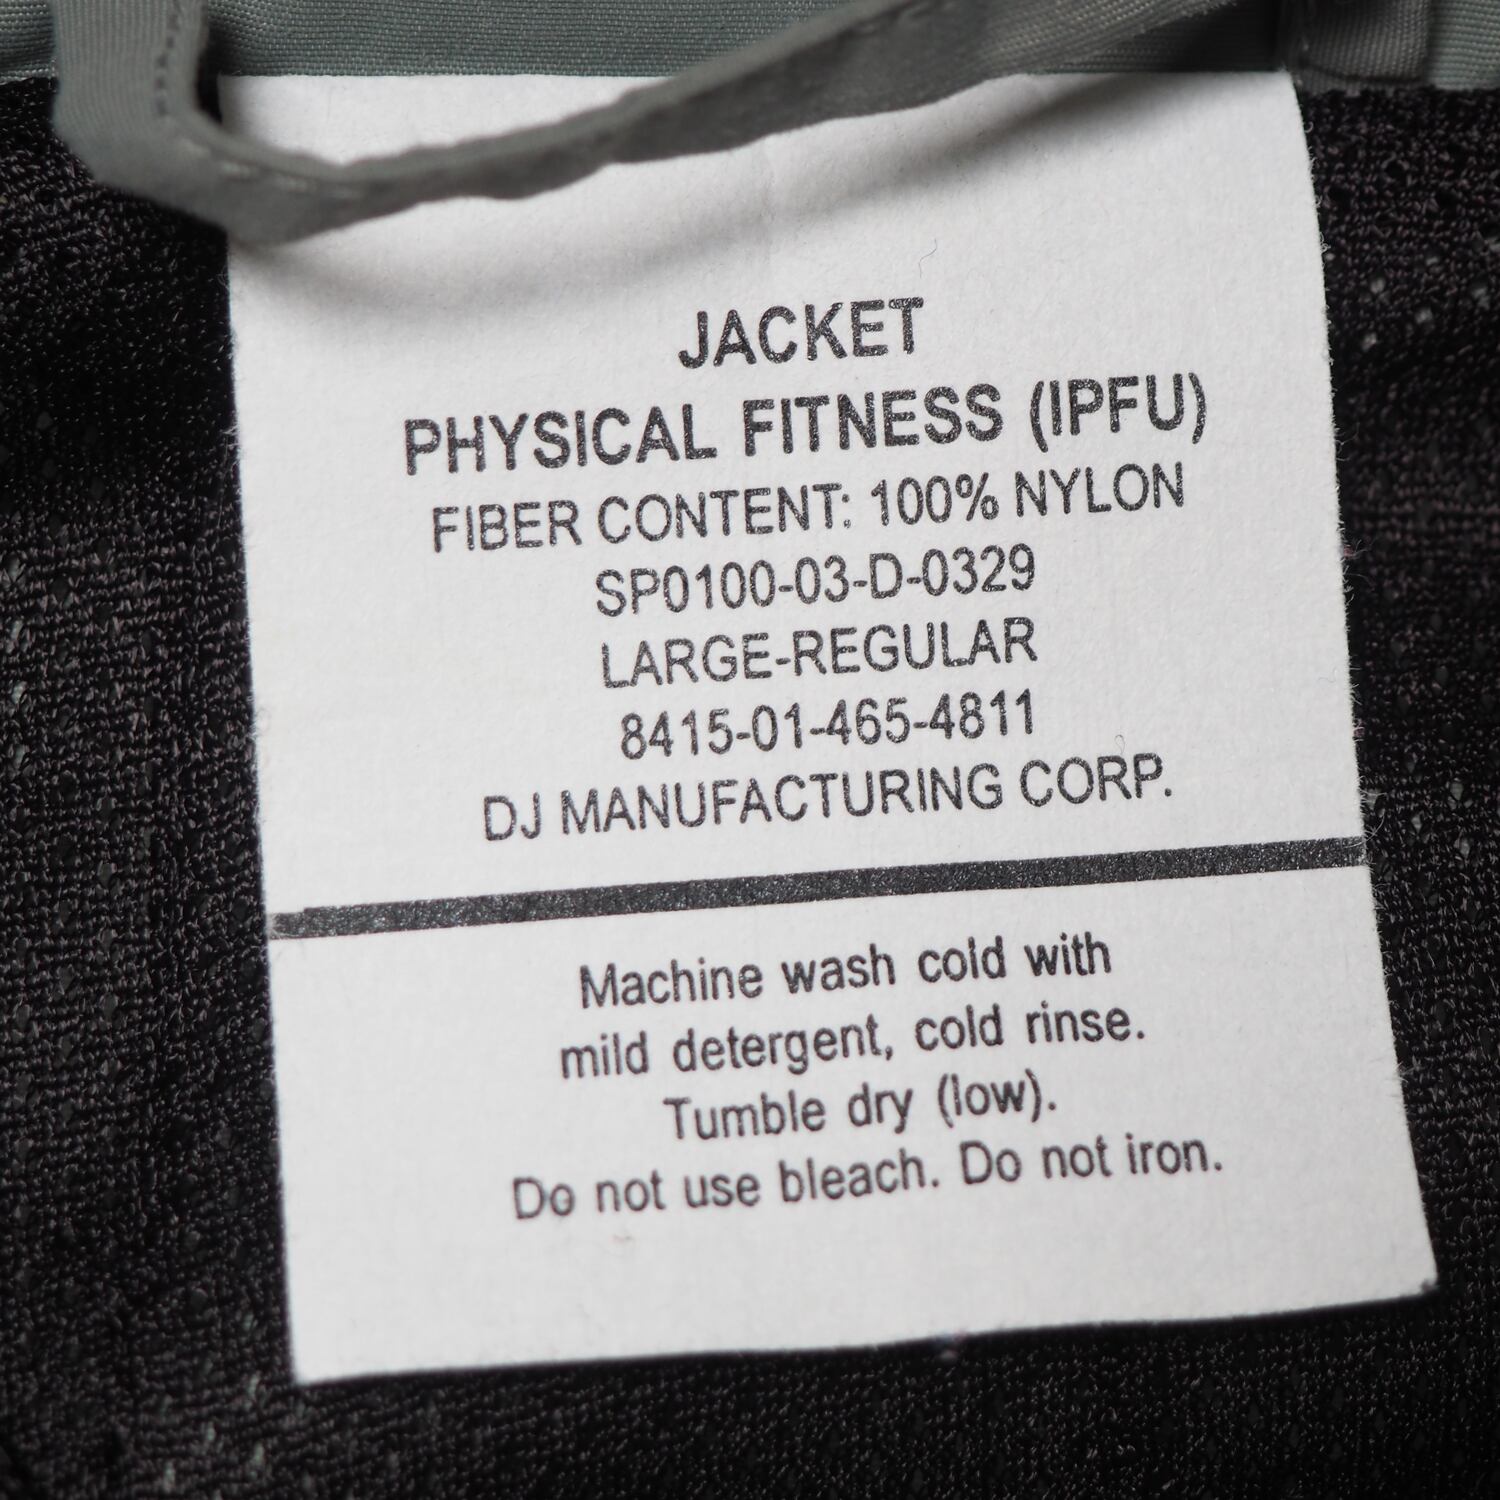 JACKET
PHYSICAL FITNESS (IPFU)
FIBER CONTENT: 100% NYLON
SP0100-03-D-0329
LARGE-REGULAR
8415-01-465-4811
DJ MANUFACTURING CORP.
Machine wash cold with
mild detergent, cold rinse.
Tumble dry (low).
Do not use bleach. Do not iron.